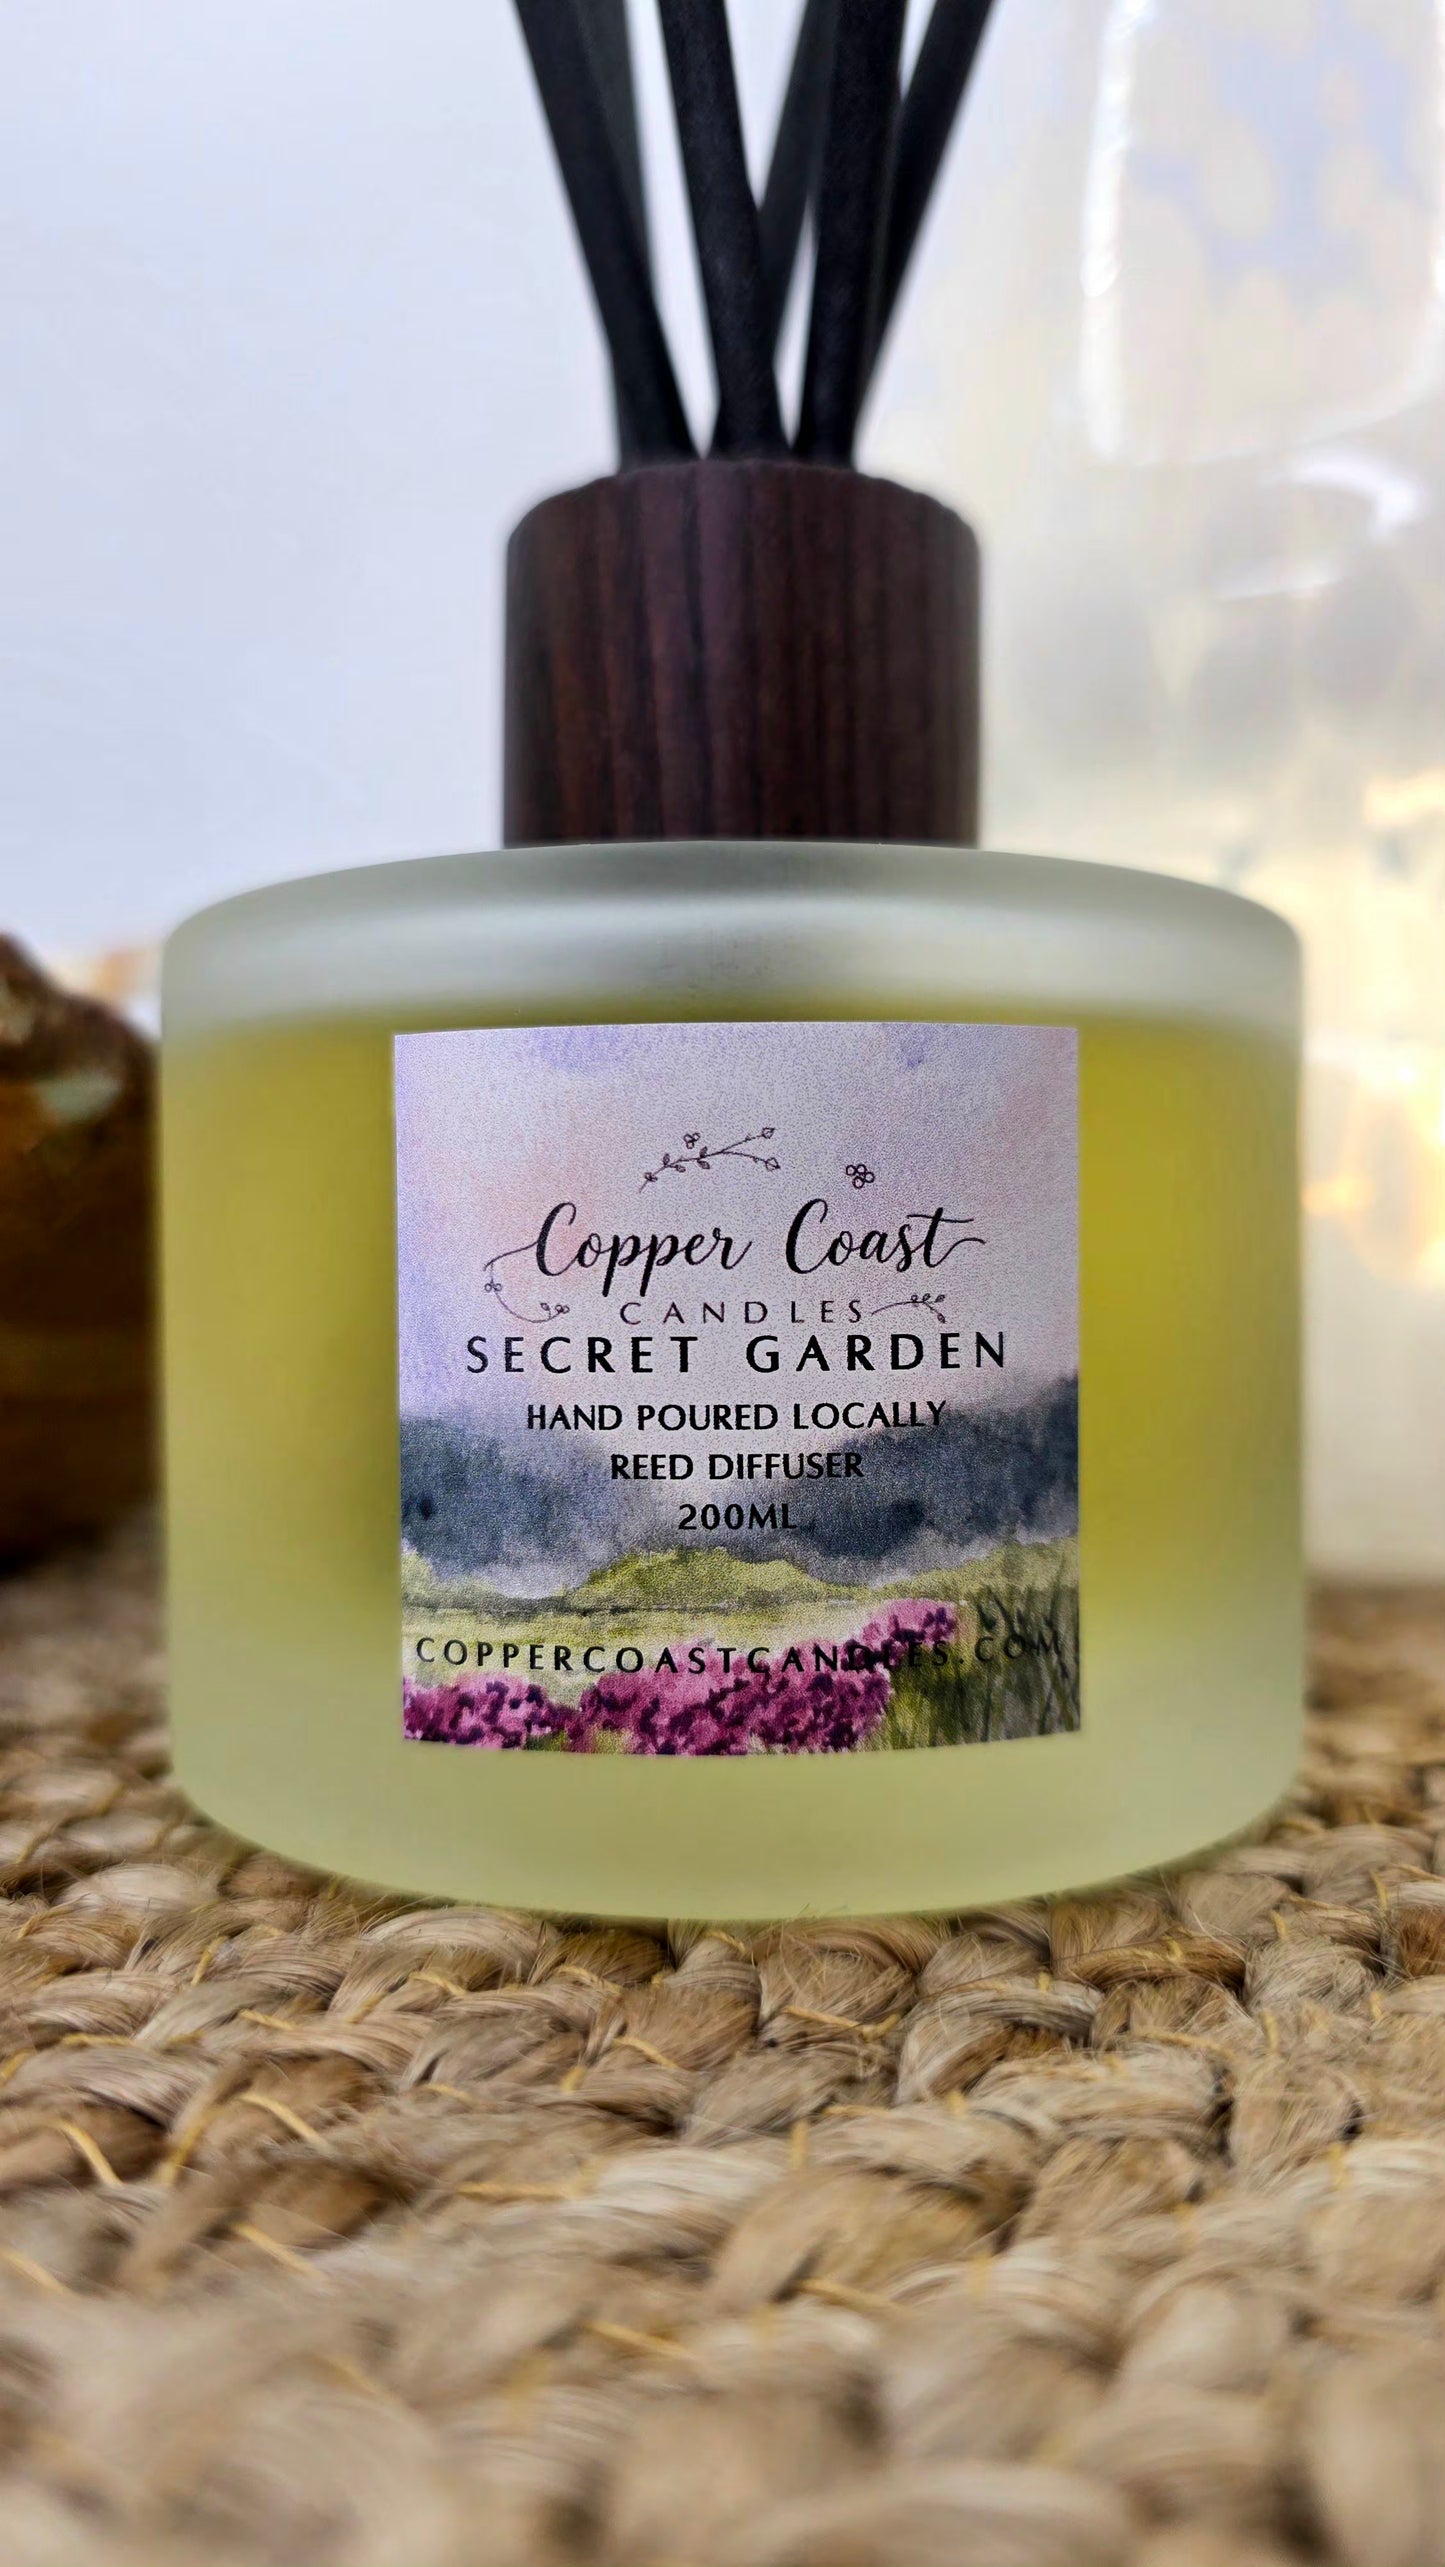 Copper Coast
CANDLES
SECRET GARDEN
HAND POURED LOCALLY
REED DIFFUSER
200ML
COPPERCOASTCANDLES.COM